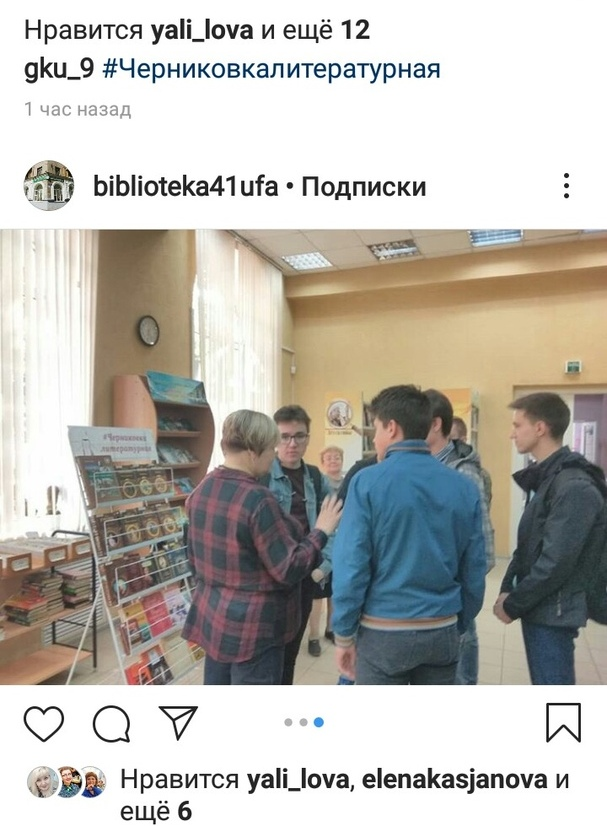 Нравится yali_lova и ещё 12
gku_9 #Черниковкалитературная
1 час назад
biblioteka41ufa • Подписки
#Черниковка
литературная
Нравится yali_lova, elenakasjanova и
ещё 6